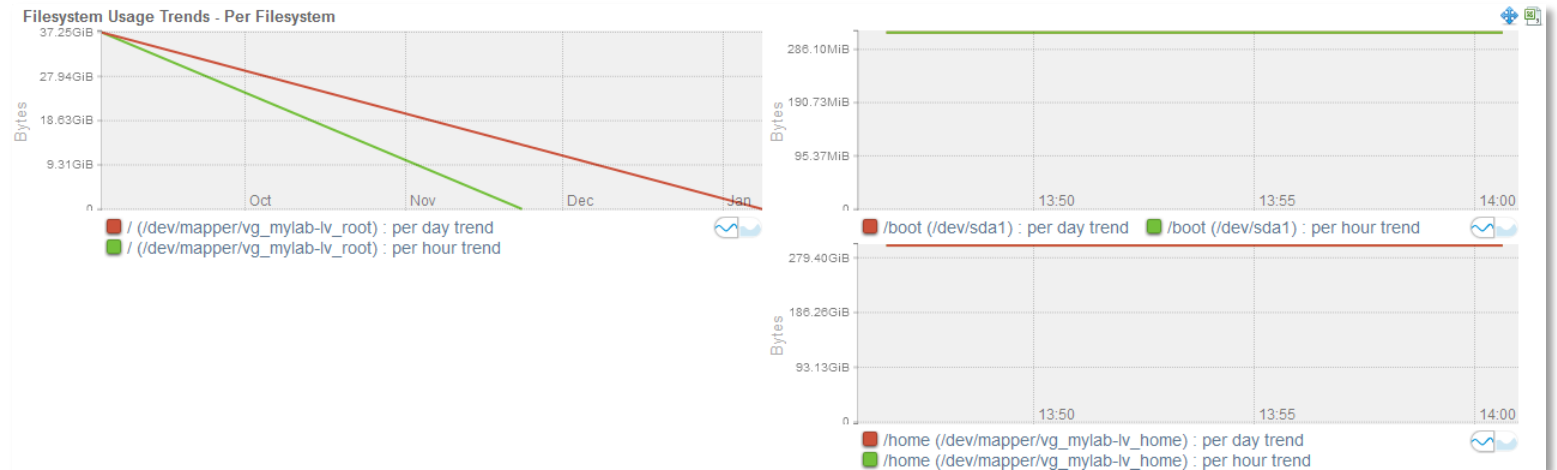 Filesystem Usage Trends - Per Filesystem
37.25GiB
27.94GiB
18.63GiB
9.31GiB
0
Bytes
Oct Nov Dec Jan
/ (/dev/mapper/vg_mylab-lv_root) : per day trend
/ (/dev/mapper/vg_mylab-lv_root) : per hour trend
286.10MiB
190.73MiB
95.37MiB
0
Bytes
13:50 13:55 14:00
/boot (/dev/sda1) : per day trend /boot (/dev/sda1) : per hour trend
279.40GiB
186.26GiB
93.13GiB
0
Bytes
13:50 13:55 14:00
/home (/dev/mapper/vg_mylab-lv_home) : per day trend
/home (/dev/mapper/vg_mylab-lv_home) : per hour trend